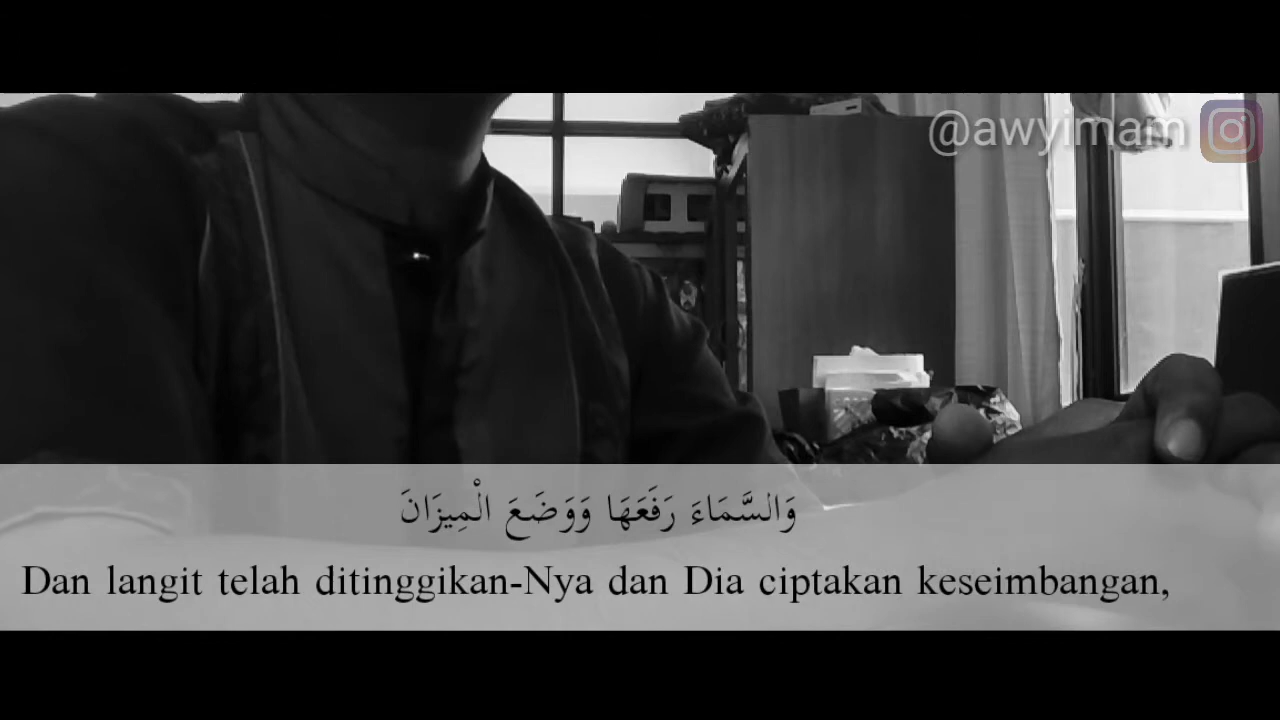 @awyimam
وَالسَّمَاءَ رَفَعَهَا وَوَضَعَ الْمِيزَانَ
Dan langit telah ditinggikan-Nya dan Dia ciptakan keseimbangan,